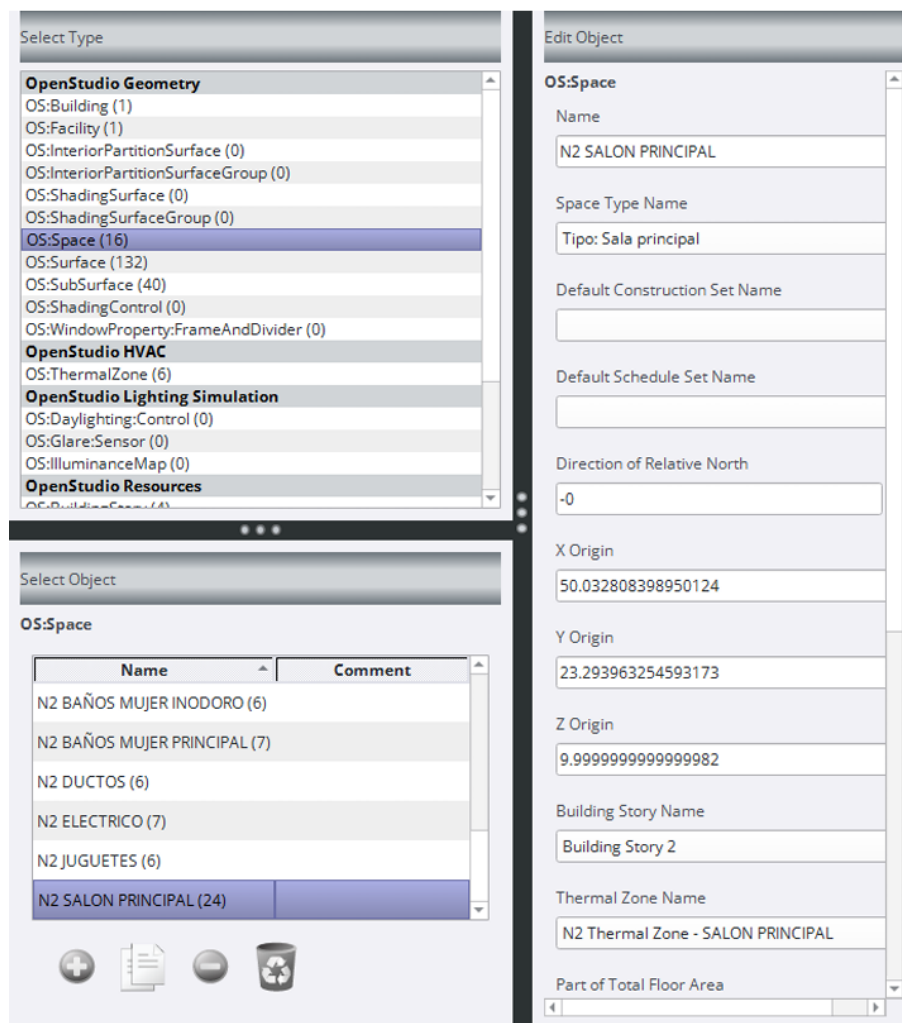 Select Type
OpenStudio Geometry
OS:Building (1)
OS:Facility (1)
OS:InteriorPartitionSurface (0)
OS:InteriorPartitionSurfaceGroup (0)
OS:ShadingSurface (0)
OS:ShadingSurfaceGroup (0)
OS:Space (16)
OS:Surface (132)
OS:SubSurface (40)
OS:ShadingControl (0)
OS:WindowProperty:FrameAndDivider (0)
OpenStudio HVAC
OS:ThermalZone (6)
OpenStudio Lighting Simulation
OS:Daylighting:Control (0)
OS:Glare:Sensor (0)
OS:IlluminanceMap (0)
OpenStudio Resources
OS:BuildingStory (4)
Select Object
OS:Space
Name Comment
N2 BAÑOS MUJER INODORO (6)
N2 BAÑOS MUJER PRINCIPAL (7)
N2 DUCTOS (6)
N2 ELECTRICO (7)
N2 JUGUETES (6)
N2 SALON PRINCIPAL (24)
Edit Object
OS:Space
Name
N2 SALON PRINCIPAL
Space Type Name
Tipo: Sala principal
Default Construction Set Name
Default Schedule Set Name
Direction of Relative North
-0
X Origin
50.032808398950124
Y Origin
23.293963254593173
Z Origin
9.9999999999999982
Building Story Name
Building Story 2
Thermal Zone Name
N2 Thermal Zone - SALON PRINCIPAL
Part of Total Floor Area